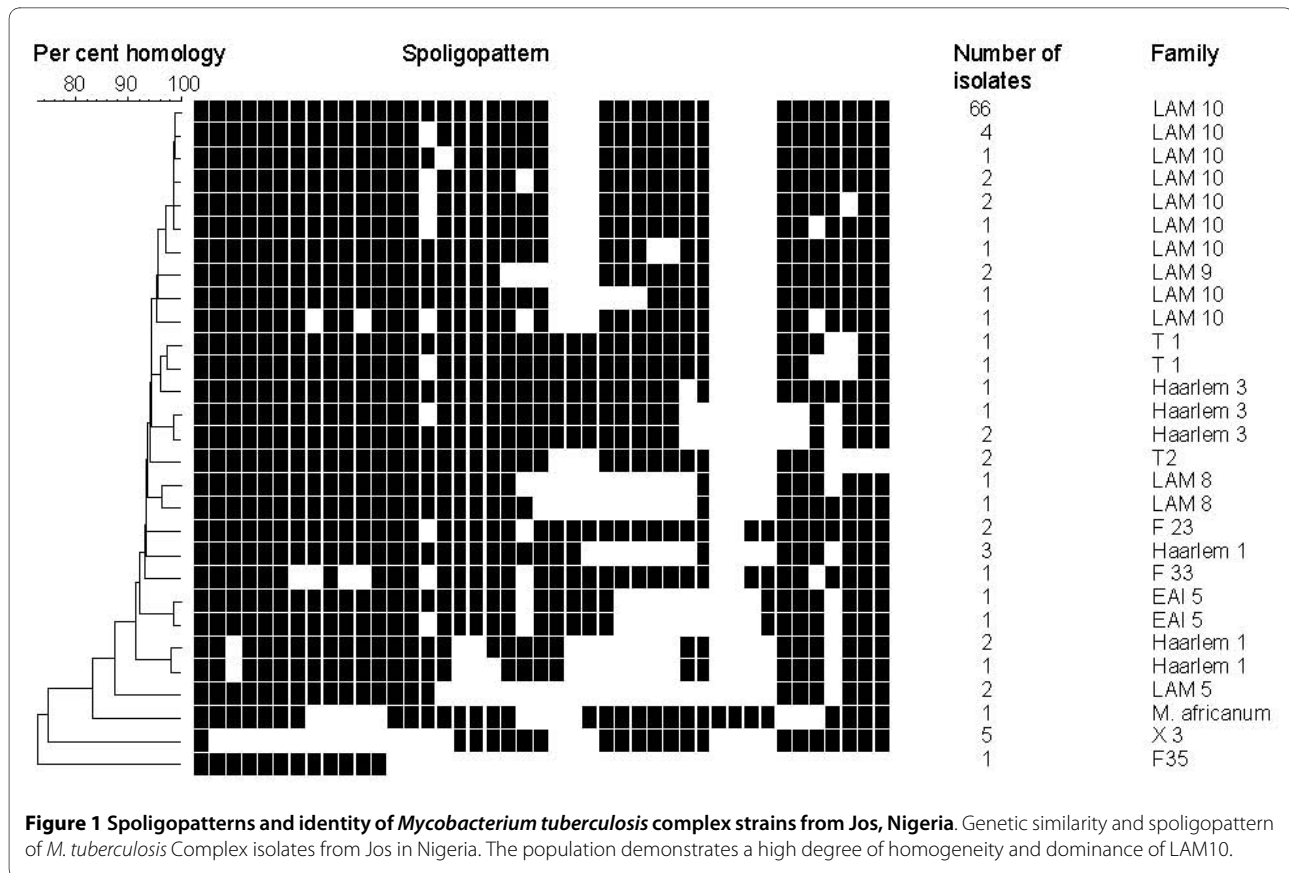 Per cent homology Spoligopattern Number of isolates Family
80 90 100
66 LAM 10
4 LAM 10
1 LAM 10
2 LAM 10
2 LAM 10
1 LAM 10
1 LAM 10
2 LAM 9
1 LAM 10
1 LAM 10
1 T 1
1 T 1
1 Haarlem 3
1 Haarlem 3
2 Haarlem 3
2 T2
1 LAM 8
1 LAM 8
2 F 23
3 Haarlem 1
1 F 33
1 EAI 5
1 EAI 5
2 Haarlem 1
1 Haarlem 1
2 LAM 5
1 M. africanum
5 X 3
1 F35
Figure 1 Spoligopatterns and identity of Mycobacterium tuberculosis complex strains from Jos, Nigeria. Genetic similarity and spoligopattern
of M. tuberculosis Complex isolates from Jos in Nigeria. The population demonstrates a high degree of homogeneity and dominance of LAM10.